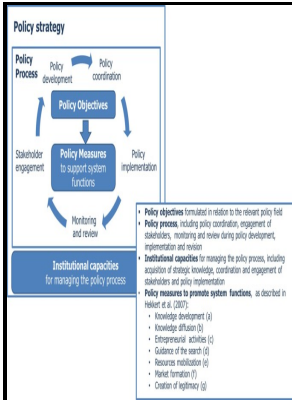 Policy strategy
Policy
Process
Policy
development
Policy
coordination
Policy Objectives
Stakeholder
engagement
Policy Measures
to support system
functions
Policy
implementation
Monitoring
and review
Institutional capacities
for managing the policy process
• Policy objectives formulated in relation to the relevant policy field
• Policy process, including policy coordination, engagement of
stakeholders, monitoring and review during policy development,
implementation and revision
• Institutional capacities for managing the policy process, including
acquisition of strategic knowledge, coordination and engagement of
stakeholders and policy implementation
• Policy measures to promote system functions, as described in
Hekkert et al. (2007):
• Knowledge development (a)
• Knowledge diffusion (b)
• Entrepreneurial activities (c)
• Guidance of the search (d)
• Resources mobilization (e)
• Market formation (f)
• Creation of legitimacy (g)